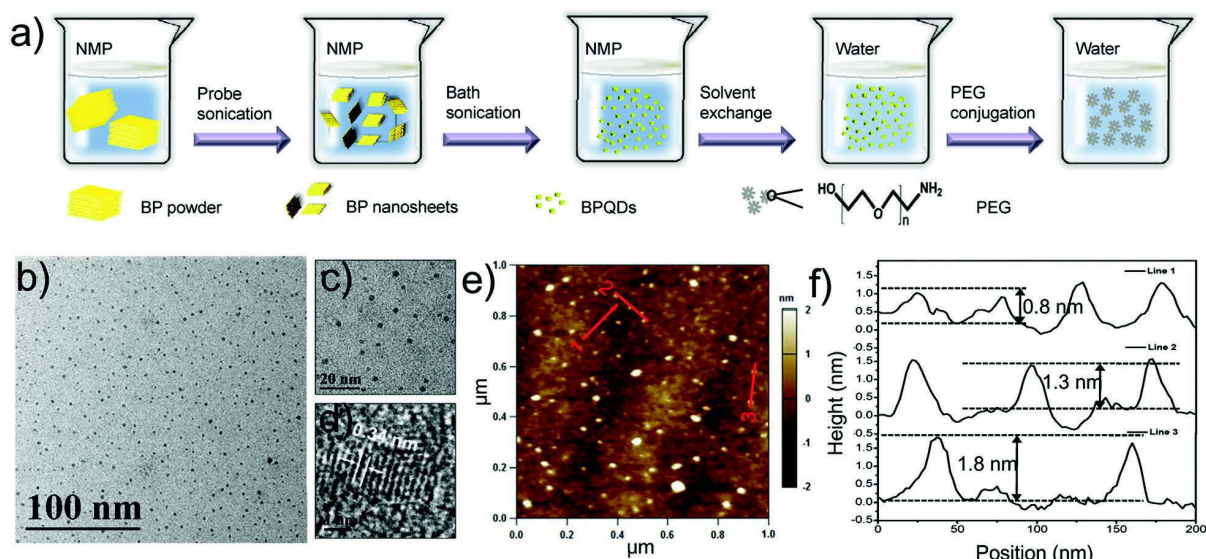 a)
NMP
Probe
sonication
NMP
Bath
sonication
NMP
Solvent
exchange
Water
PEG
conjugation
Water
BP powder
BP nanosheets
BPQDs
HO
O
n
NH2
PEG
b)
100 nm
c)
20 nm
d)
0.34 nm
e)
1.0
0.8
0.6
0.4
0.2
0.0
µm
0.0 0.2 0.4 0.6 0.8 1.0
µm
1
2
3
nm
2
1
0
-1
-2
f)
Height (nm)
1.5
1.0
0.5
0.0
Line 1
0.8 nm
1.5
1.0
0.5
0.0
-0.5
Line 2
1.3 nm
1.5
1.0
0.5
0.0
-0.5
Line 3
1.8 nm
0 50 100 150 200
Position (nm)